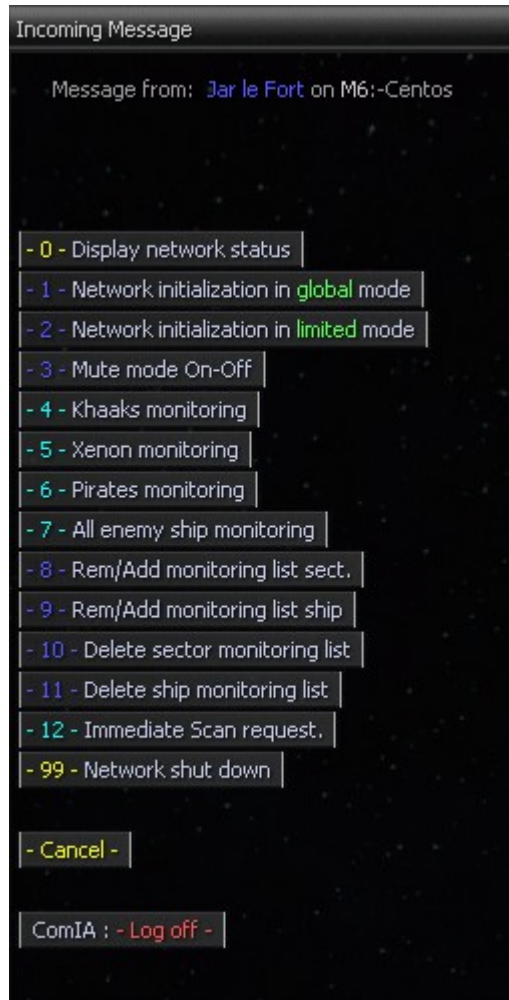 Incoming Message
Message from: Jar le Fort on M6:-Centos
- 0 - Display network status
- 1 - Network initialization in global mode
- 2 - Network initialization in limited mode
- 3 - Mute mode On-Off
- 4 - Khaaks monitoring
- 5 - Xenon monitoring
- 6 - Pirates monitoring
- 7 - All enemy ship monitoring
- 8 - Rem/Add monitoring list sect.
- 9 - Rem/Add monitoring list ship
- 10 - Delete sector monitoring list
- 11 - Delete ship monitoring list
- 12 - Immediate Scan request.
- 99 - Network shut down
- Cancel -
ComIA : - Log off -